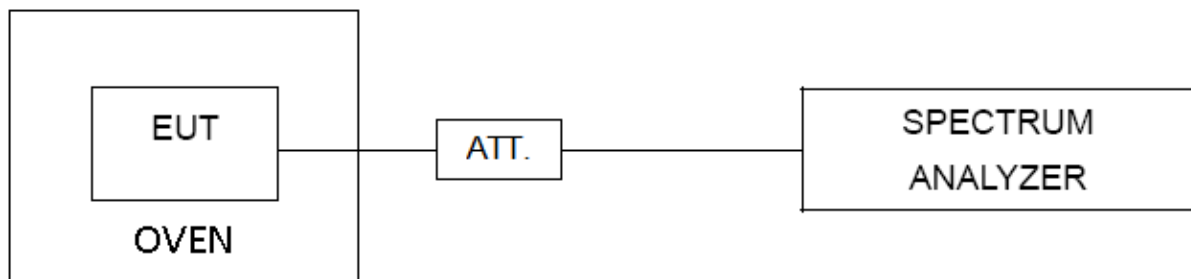 EUT
OVEN
ATT.
SPECTRUM
ANALYZER